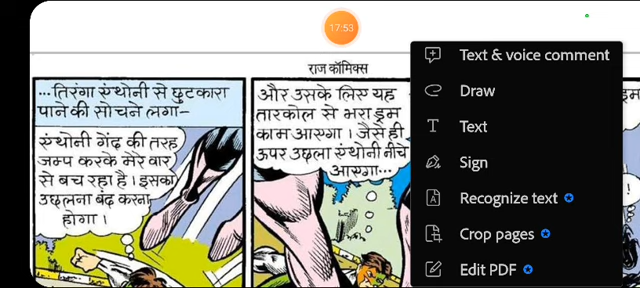 17:53
राज कॉमिक्स
...तिरंगा एंथोनी से छुटकारा
पाने की सोचने लगा-
एंथोनी गेंद की तरह
जम्प करके मेरे वार
से बच रहा है। इसका
उछलना बंद करना
होगा।
और उसके लिए यह
तारकोल से भरा ड्रम
काम आएगा। जैसे ही
ऊपर उछला एंथोनी नीचे
आएगा...
Text & voice comment
Draw
Text
Sign
Recognize text
Crop pages
Edit PDF